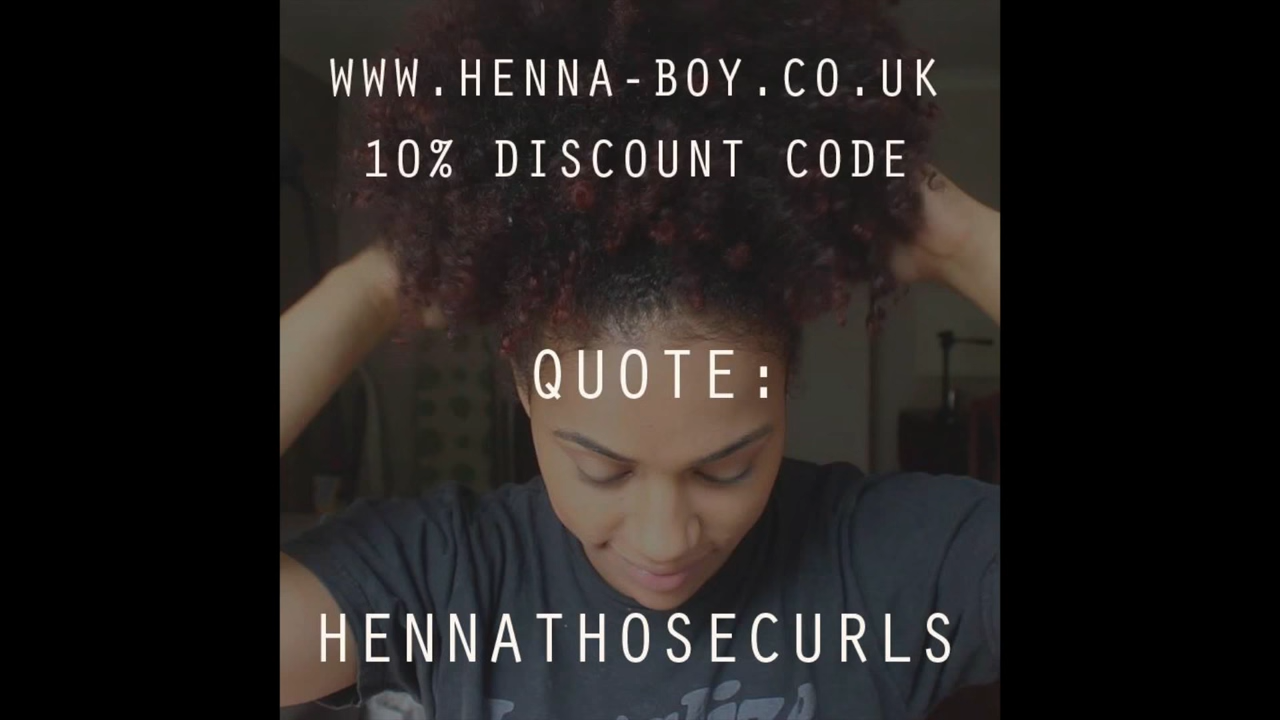 WWW.HENNA-BOY.CO.UK
10% DISCOUNT CODE
QUOTE:
HENNATHOSECURLS